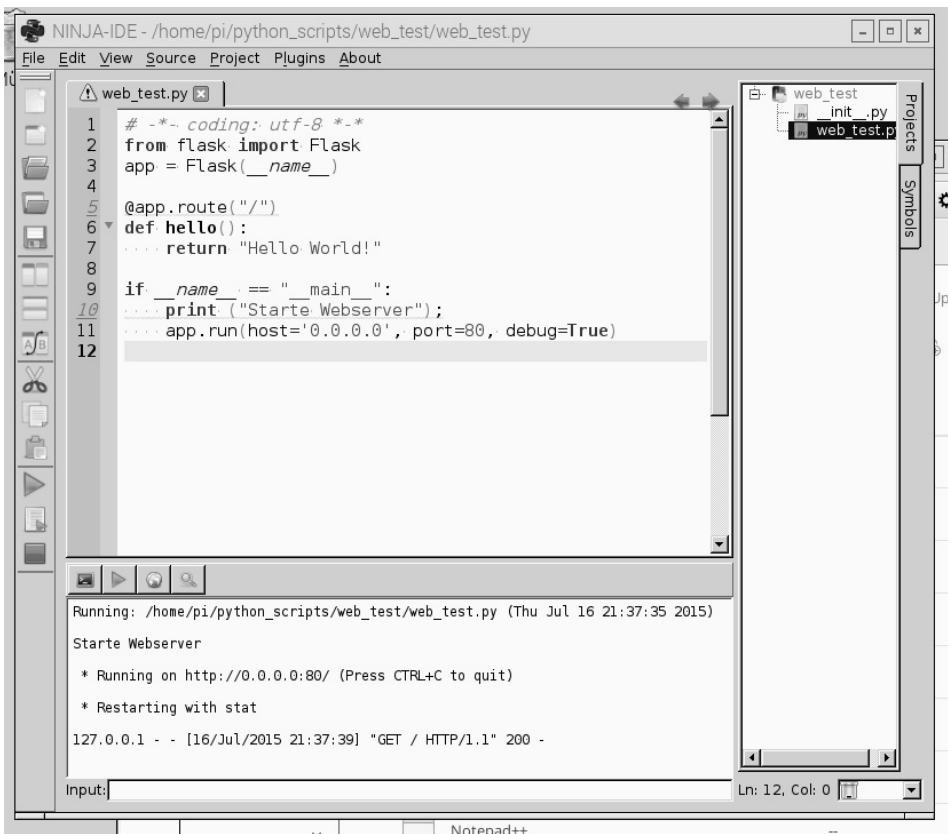 NINJA-IDE - /home/pi/python_scripts/web_test/web_test.py
File Edit View Source Project Plugins About
web_test.py
1 # -*- coding: utf-8 *-*
2 from flask import Flask
3 app = Flask(__name__)
4
5 @app.route("/")
6 def hello():
7 return "Hello World!"
8
9 if __name__ == "__main__":
10 print ("Starte Webserver");
11 app.run(host='0.0.0.0', port=80, debug=True)
12
web_test
__init__.py
web_test.p
Projects
Symbols
Running: /home/pi/python_scripts/web_test/web_test.py (Thu Jul 16 21:37:35 2015)
Starte Webserver
* Running on http://0.0.0.0:80/ (Press CTRL+C to quit)
* Restarting with stat
127.0.0.1 - - [16/Jul/2015 21:37:39] "GET / HTTP/1.1" 200 -
Input:
Ln: 12, Col: 0
Notepad++
--